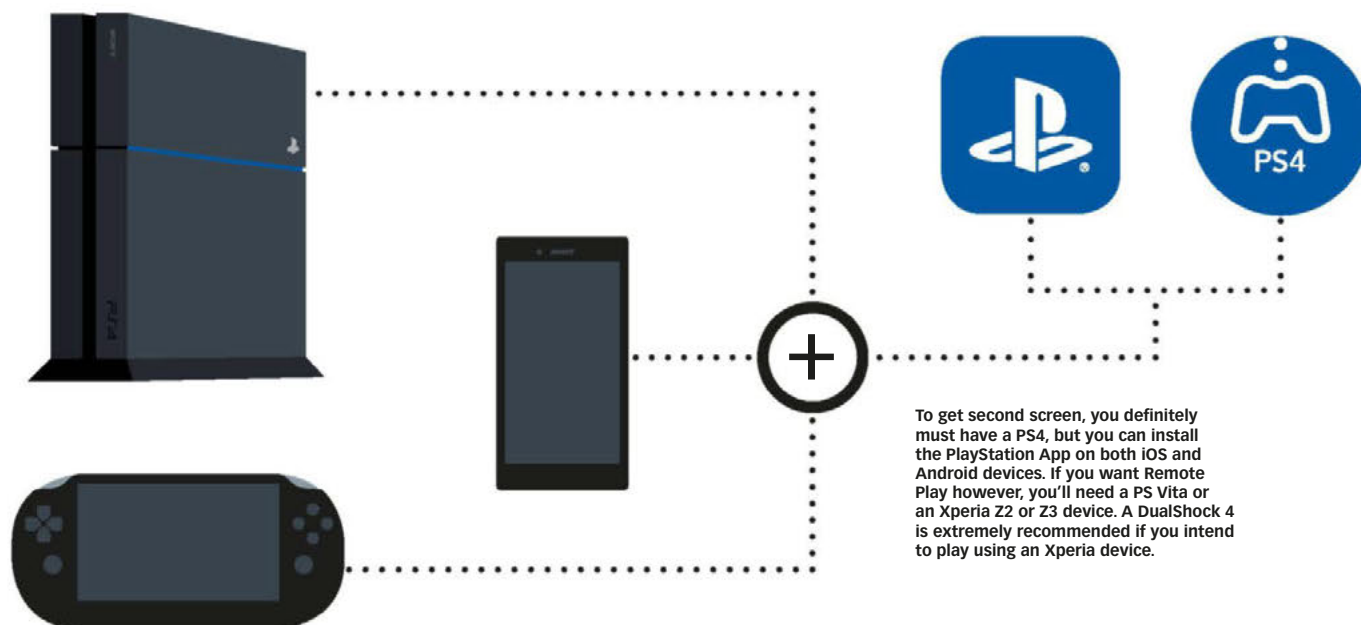 PS4
PS4
To get second screen, you definitely
must have a PS4, but you can install
the PlayStation App on both iOS and
Android devices. If you want Remote
Play however, you'll need a PS Vita or
an Xperia Z2 or Z3 device. A DualShock 4
is extremely recommended if you intend
to play using an Xperia device.